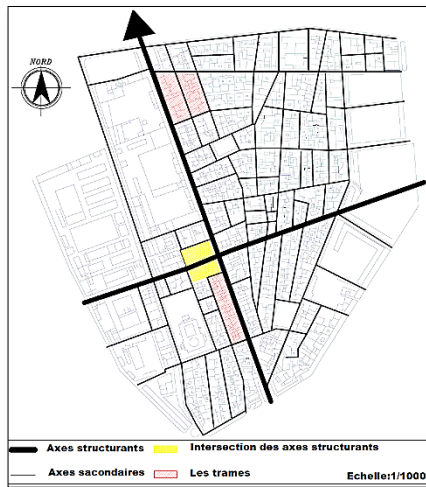 NORD
Axes structurants
Intersection des axes structurants
Axes sacondaires
Les trames
Echelle:1/1000